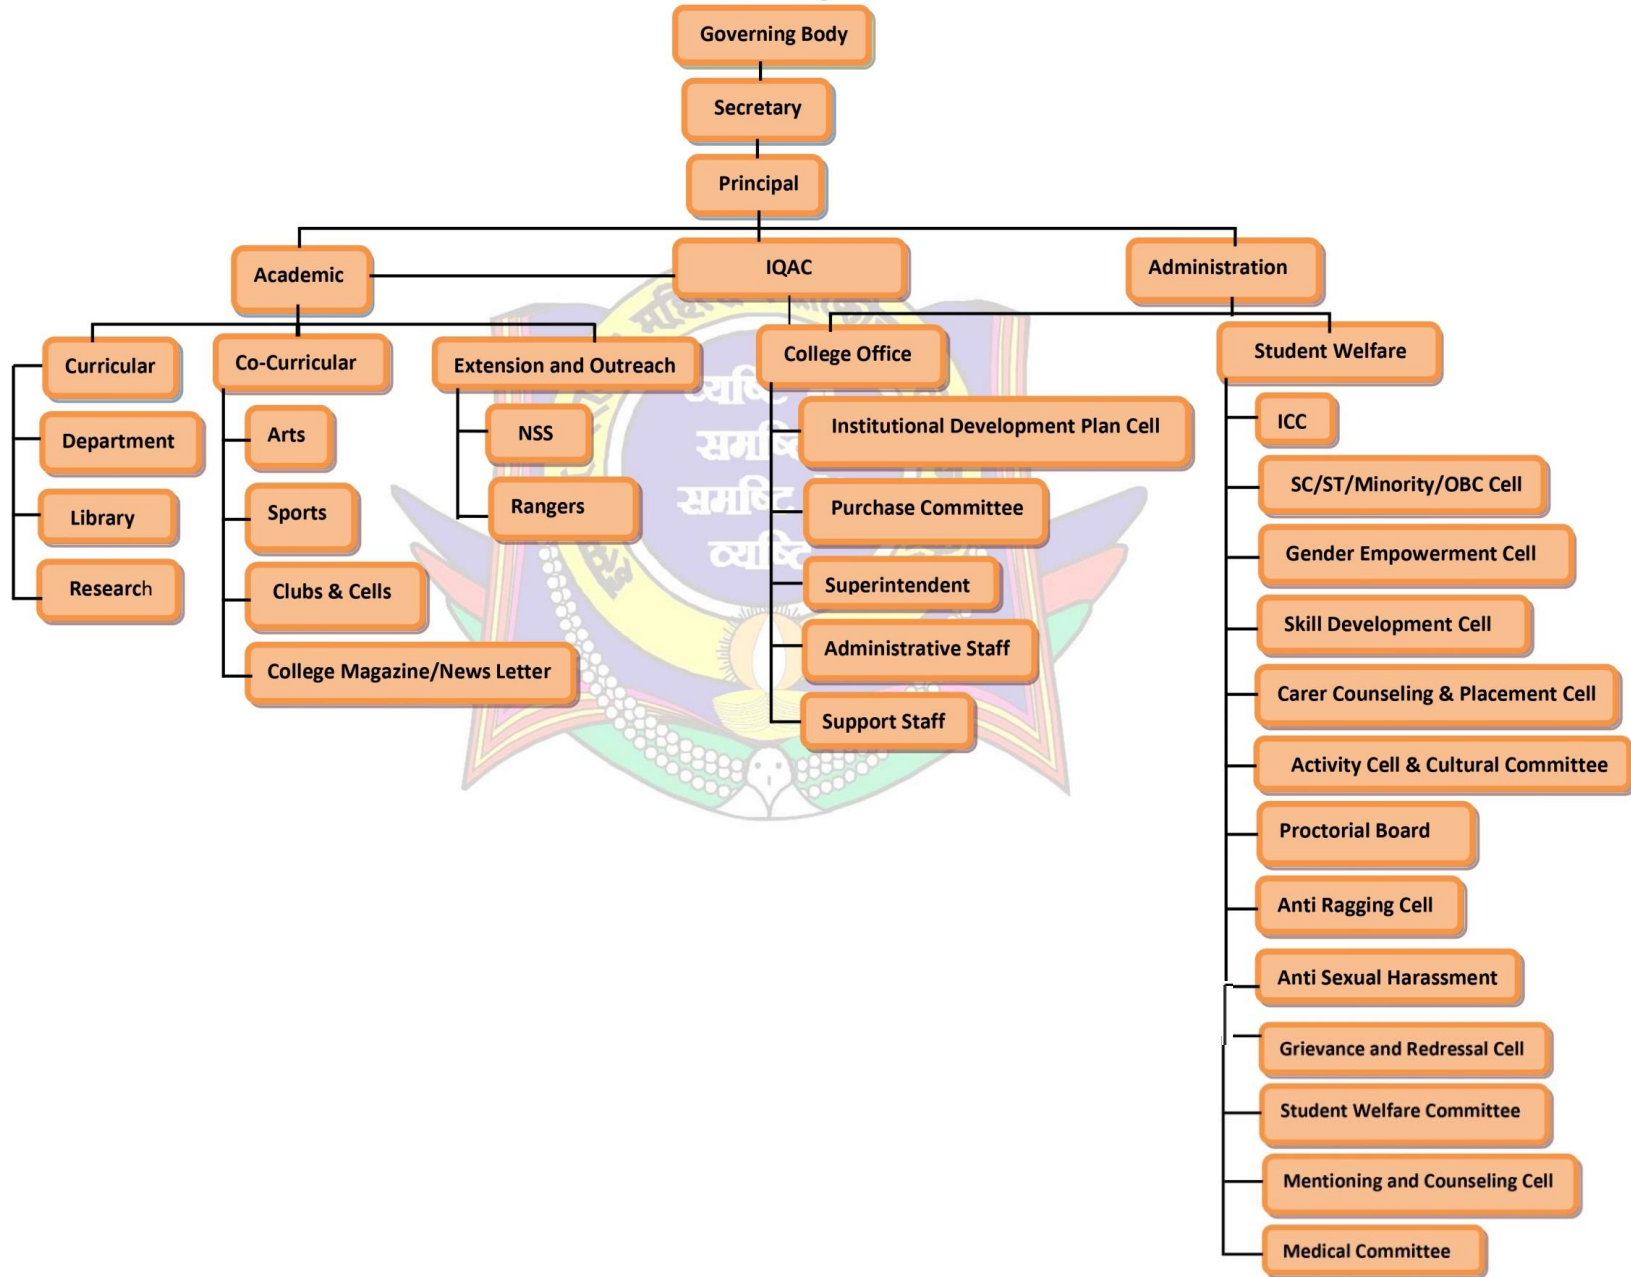 Governing Body
Secretary
Principal
Academic
IQAC
Administration
Curricular
Department
Library
Research
Co-Curricular
Arts
Sports
Clubs & Cells
College Magazine/News Letter
Extension and Outreach
NSS
Rangers
College Office
Institutional Development Plan Cell
Purchase Committee
Superintendent
Administrative Staff
Support Staff
Student Welfare
ICC
SC/ST/Minority/OBC Cell
Gender Empowerment Cell
Skill Development Cell
Carer Counseling & Placement Cell
Activity Cell & Cultural Committee
Proctorial Board
Anti Ragging Cell
Anti Sexual Harassment
Grievance and Redressal Cell
Student Welfare Committee
Mentioning and Counseling Cell
Medical Committee
समष्टि